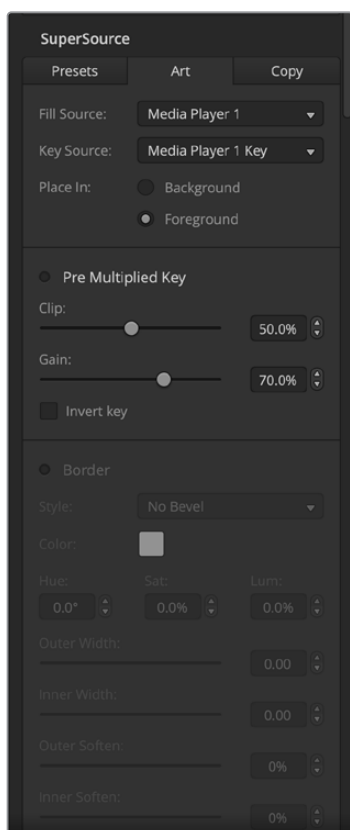 SuperSource
Presets Art Copy
Fill Source: Media Player 1
Key Source: Media Player 1 Key
Place In: Background
Foreground
Pre Multiplied Key
Clip:
50.0%
Gain:
70.0%
Invert key
Border
Style: No Bevel
Color:
Hue: Sat: Lum:
0.0° 0.0% 0.0%
Outer Width:
0.00
Inner Width:
0.00
Outer Soften:
0%
Inner Soften:
0%